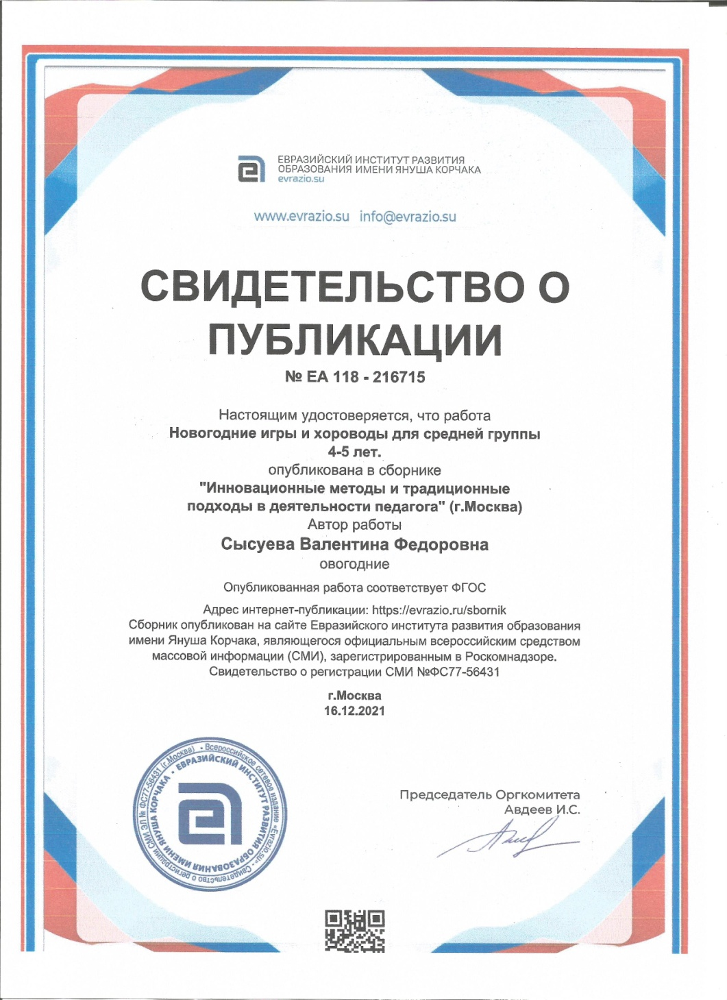 ЕВРАЗИЙСКИЙ ИНСТИТУТ РАЗВИТИЯ
ОБРАЗОВАНИЯ ИМЕНИ ЯНУША КОРЧАКА
evrazio.su
www.evrazio.su info@evrazio.su
СВИДЕТЕЛЬСТВО О
ПУБЛИКАЦИИ
№ ЕА 118 - 216715
Настоящим удостоверяется, что работа
Новогодние игры и хороводы для средней группы
4-5 лет.
опубликована в сборнике
"Инновационные методы и традиционные
подходы в деятельности педагога" (г.Москва)
Автор работы
Сысуева Валентина Федоровна
овогодние
Опубликованная работа соответствует ФГОС
Адрес интернет-публикации: https://evrazio.ru/sbornik
Сборник опубликован на сайте Евразийского института развития образования
имени Януша Корчака, являющегося официальным всероссийским средством
массовой информации (СМИ), зарегистрированным в Роскомнадзоре.
Свидетельство о регистрации СМИ №ФС77-56431
г.Москва
16.12.2021
• Всероссийское сетевое издание «Evrazio.su» • Свидетельство о регистрации СМИ ЭЛ № ФС77-56431 (г.Москва)
• ЕВРАЗИЙСКИЙ ИНСТИТУТ РАЗВИТИЯ ОБРАЗОВАНИЯ ИМЕНИ ЯНУША КОРЧАКА
Председатель Оргкомитета
Авдеев И.С.